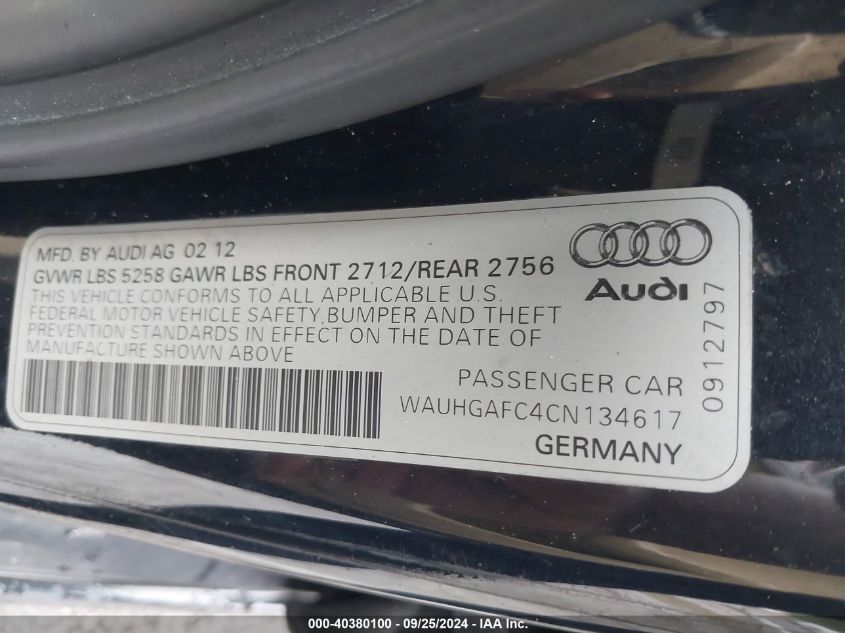 MFD. BY AUDI AG 02 12
GVWR LBS 5258 GAWR LBS FRONT 2712/REAR 2756
THIS VEHICLE CONFORMS TO ALL APPLICABLE U.S.
FEDERAL MOTOR VEHICLE SAFETY,BUMPER AND THEFT
PREVENTION STANDARDS IN EFFECT ON THE DATE OF
MANUFACTURE SHOWN ABOVE
Audi
0912797
PASSENGER CAR
WAUHGAFC4CN134617
GERMANY
000-40380100 - 09/25/2024 - IAA Inc.